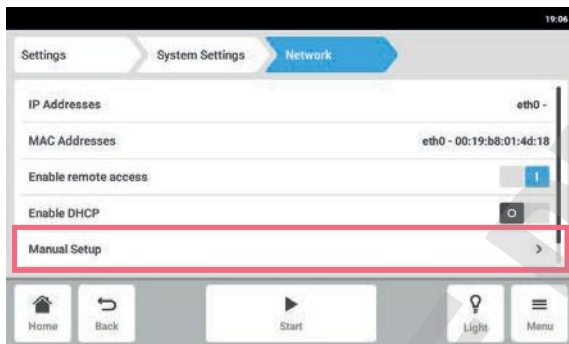 19:06
Settings System Settings Network
IP Addresses eth0 -
MAC Addresses eth0 - 00:19:b8:01:4d:18
Enable remote access I
Enable DHCP O
Manual Setup >
Home Back Start Light Menu